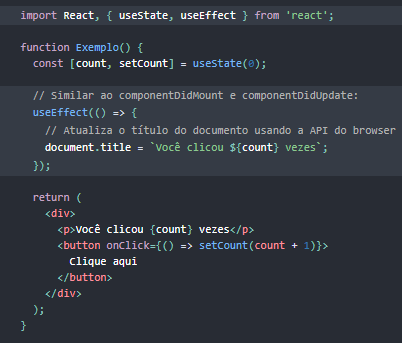 import React, { useState, useEffect } from 'react';
function Exemplo() {
const [count, setCount] = useState(0);
// Similar ao componentDidMount e componentDidUpdate:
useEffect(() => {
// Atualiza o título do documento usando a API do browser
document.title = `Você clicou ${count} vezes`;
});
return (
<div>
<p>Você clicou {count} vezes</p>
<button onClick={() => setCount(count + 1)}>
Clique aqui
</button>
</div>
);
}